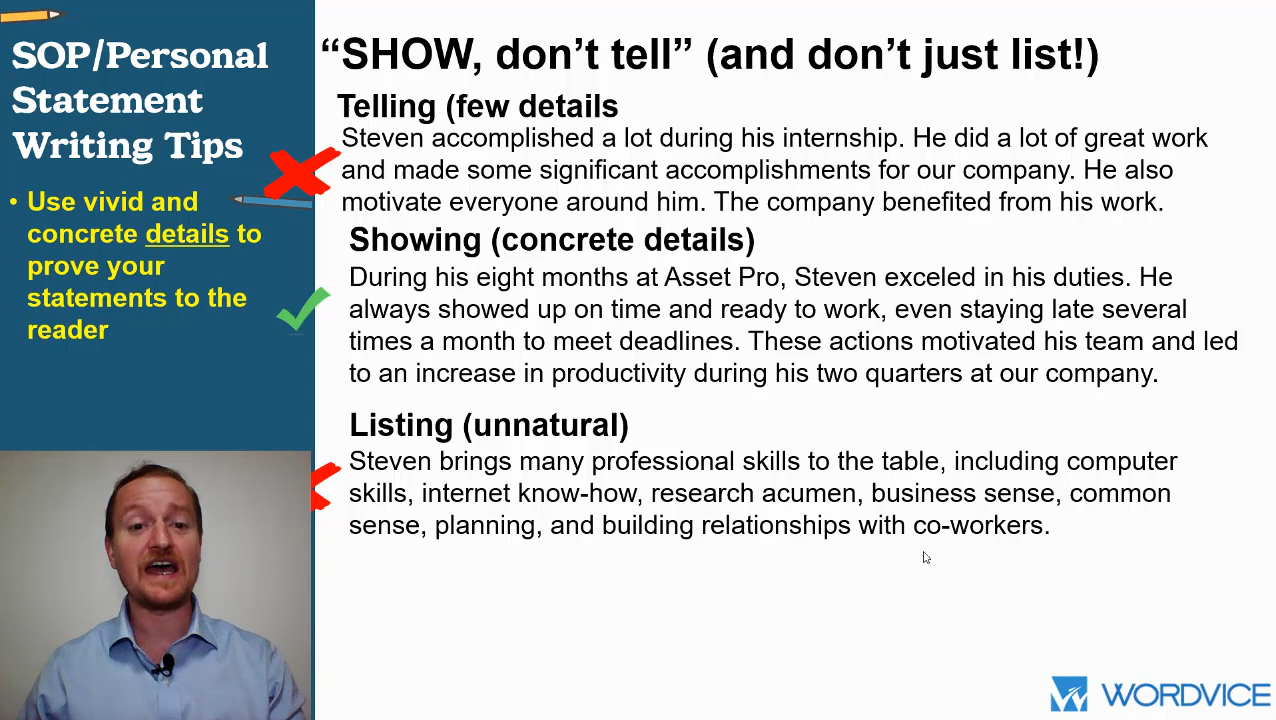 SOP/Personal
Statement
Writing Tips
• Use vivid and
concrete details to
prove your
statements to the
reader
“SHOW, don’t tell” (and don’t just list!)
Telling (few details
Steven accomplished a lot during his internship. He did a lot of great work
and made some significant accomplishments for our company. He also
motivate everyone around him. The company benefited from his work.
Showing (concrete details)
During his eight months at Asset Pro, Steven exceled in his duties. He
always showed up on time and ready to work, even staying late several
times a month to meet deadlines. These actions motivated his team and led
to an increase in productivity during his two quarters at our company.
Listing (unnatural)
Steven brings many professional skills to the table, including computer
skills, internet know-how, research acumen, business sense, common
sense, planning, and building relationships with co-workers.
WORDVICE